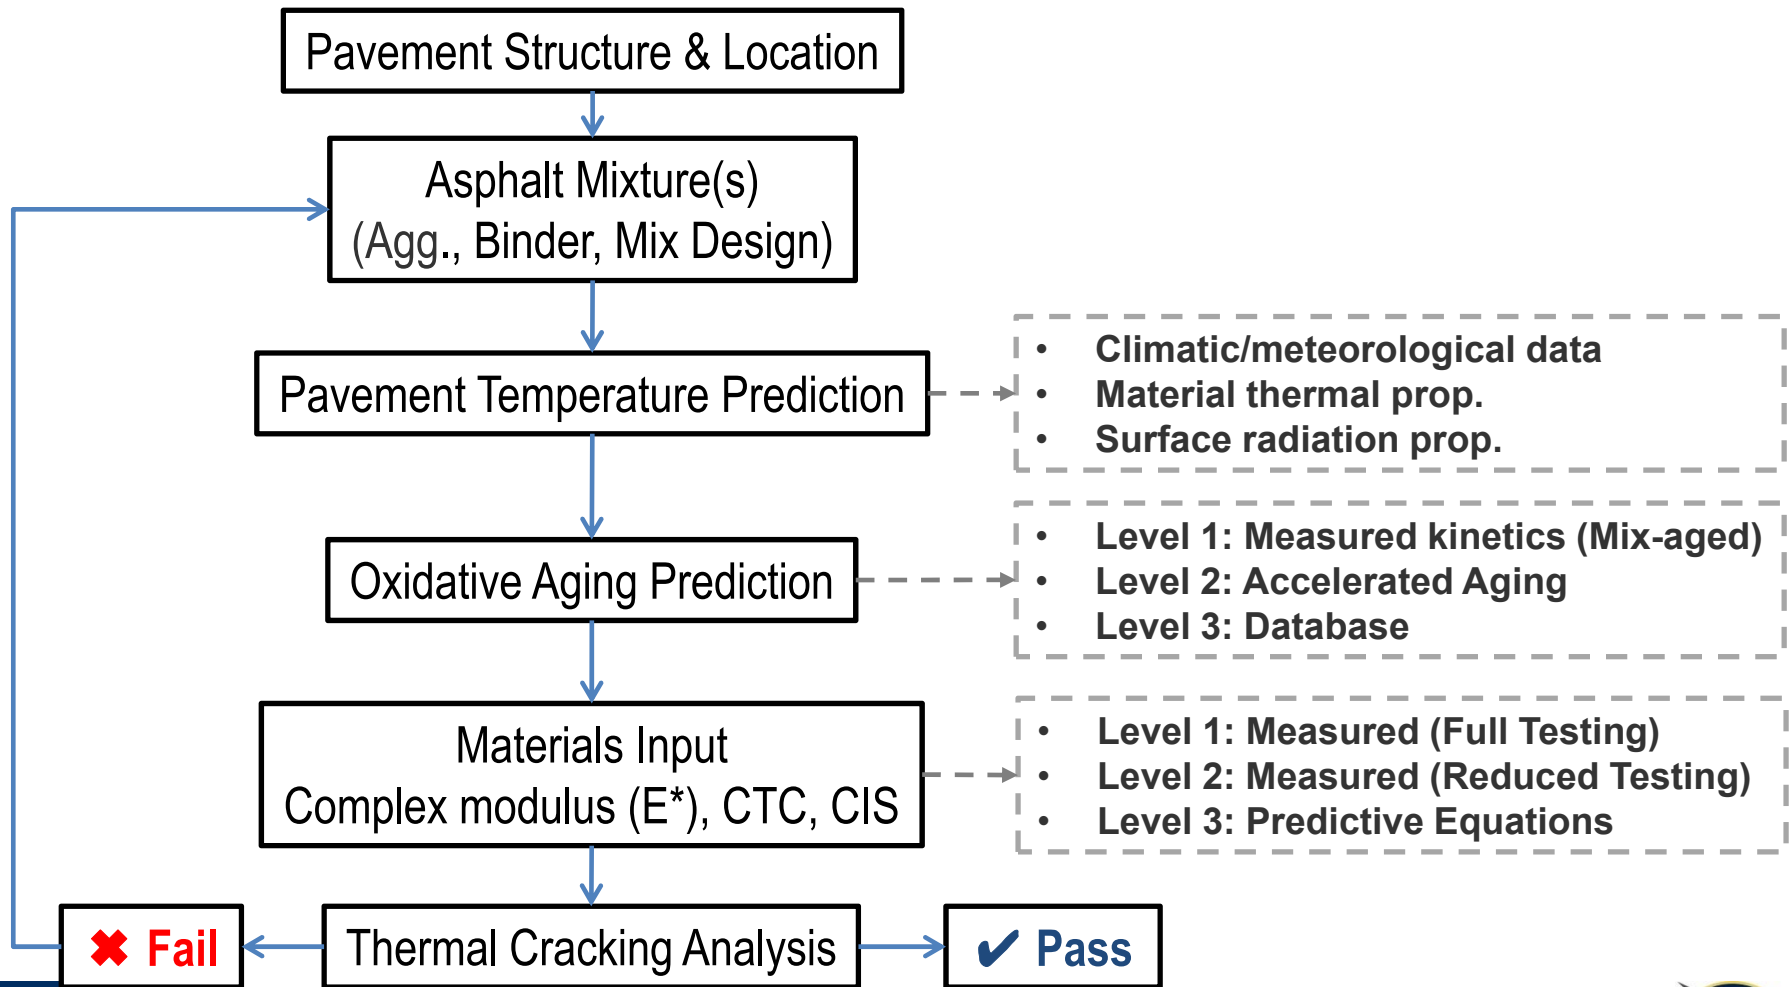 Pavement Structure & Location
Asphalt Mixture(s)
(Agg., Binder, Mix Design)
Pavement Temperature Prediction
• Climatic/meteorological data
• Material thermal prop.
• Surface radiation prop.
Oxidative Aging Prediction
• Level 1: Measured kinetics (Mix-aged)
• Level 2: Accelerated Aging
• Level 3: Database
Materials Input
Complex modulus (E*), CTC, CIS
• Level 1: Measured (Full Testing)
• Level 2: Measured (Reduced Testing)
• Level 3: Predictive Equations
✖ Fail
Thermal Cracking Analysis
✔ Pass